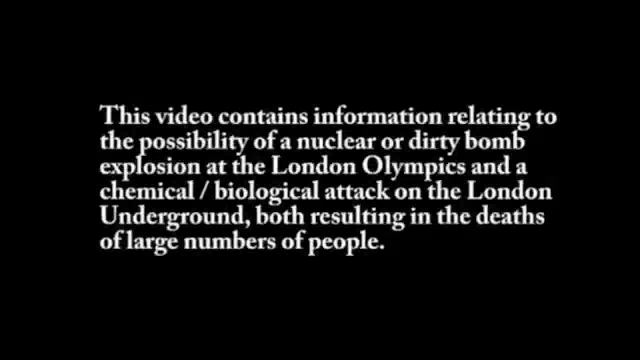 This video contains information relating to
the possibility of a nuclear or dirty bomb
explosion at the London Olympics and a
chemical / biological attack on the London
Underground, both resulting in the deaths
of large numbers of people.